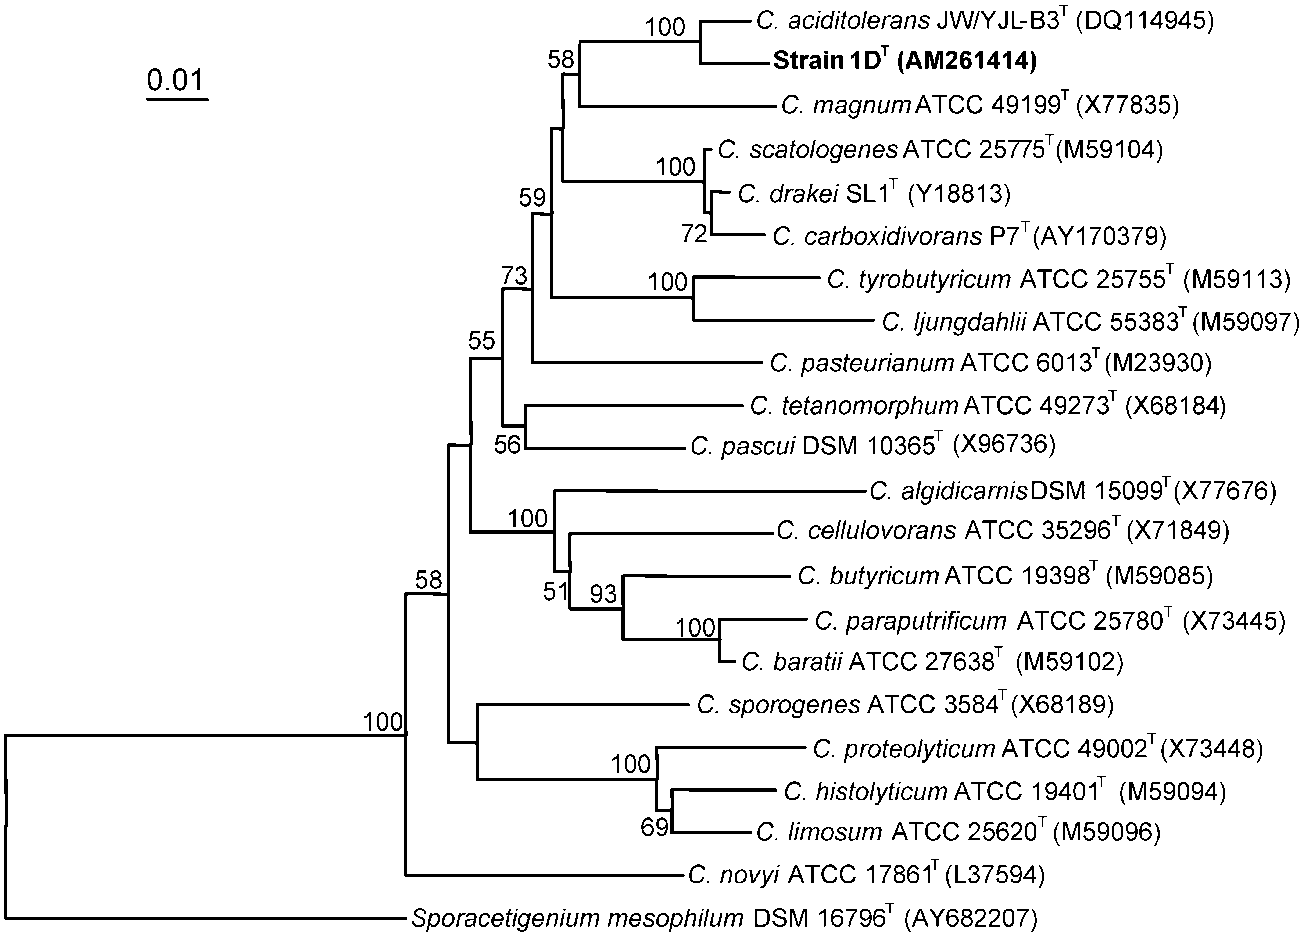 100 C. aciditolerans JW/YJL-B3ᵀ (DQ114945)
0.01 58 Strain 1Dᵀ (AM261414)
C. magnum ATCC 49199ᵀ (X77835)
100 C. scatologenes ATCC 25775ᵀ (M59104)
59 C. drakei SL1ᵀ (Y18813)
72 C. carboxidivorans P7ᵀ (AY170379)
73 100 C. tyrobutyricum ATCC 25755ᵀ (M59113)
C. ljungdahlii ATCC 55383ᵀ (M59097)
55 C. pasteurianum ATCC 6013ᵀ (M23930)
C. tetanomorphum ATCC 49273ᵀ (X68184)
56 C. pascui DSM 10365ᵀ (X96736)
C. algidicarnis DSM 15099ᵀ (X77676)
100 C. cellulovorans ATCC 35296ᵀ (X71849)
58 C. butyricum ATCC 19398ᵀ (M59085)
51 93 C. paraputrificum ATCC 25780ᵀ (X73445)
100 C. baratii ATCC 27638ᵀ (M59102)
C. sporogenes ATCC 3584ᵀ (X68189)
100 C. proteolyticum ATCC 49002ᵀ (X73448)
100 C. histolyticum ATCC 19401ᵀ (M59094)
69 C. limosum ATCC 25620ᵀ (M59096)
C. novyi ATCC 17861ᵀ (L37594)
Sporacetigenium mesophilum DSM 16796ᵀ (AY682207)